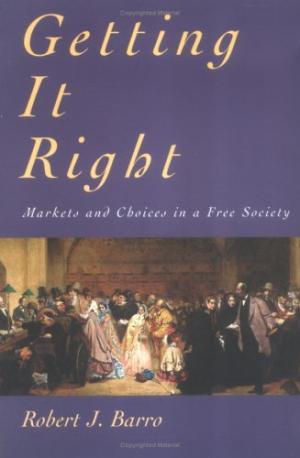 Getting
It
Right
Markets and Choices in a Free Society
Robert J. Barro